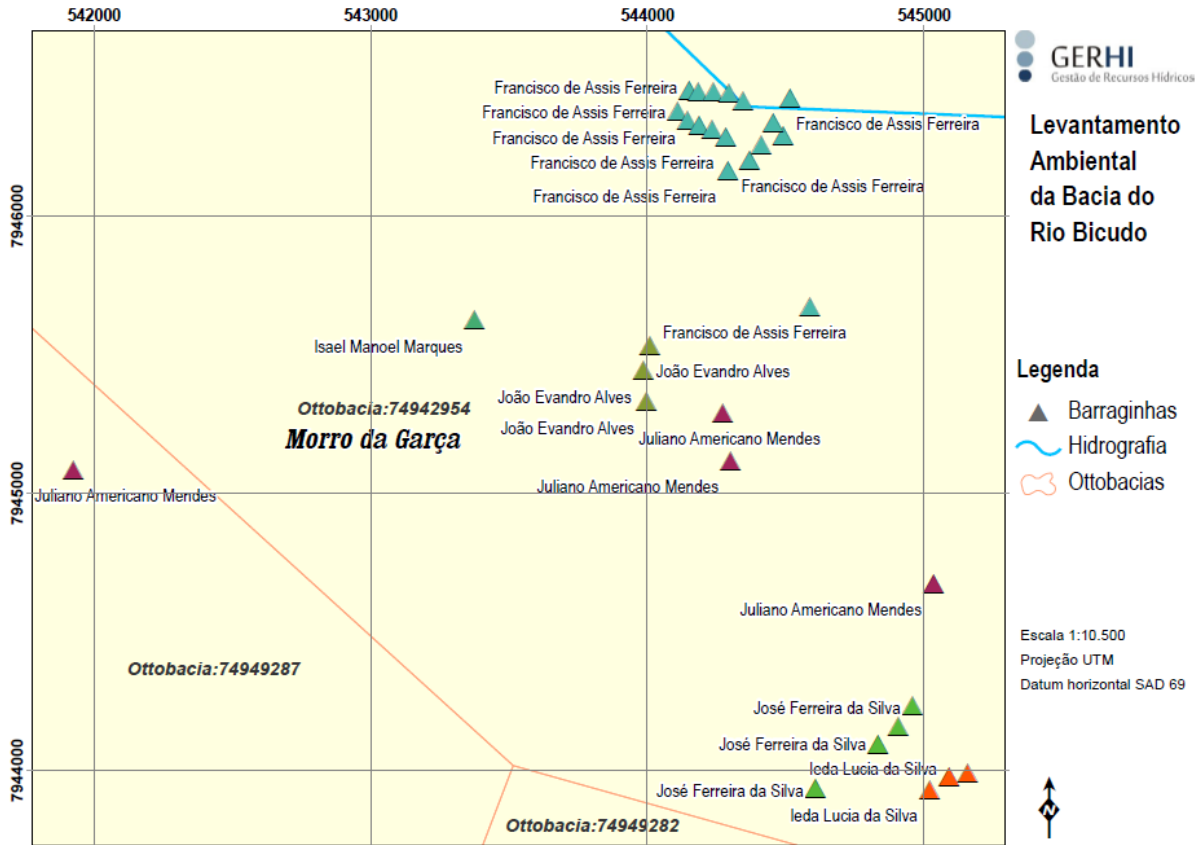 542000
543000
544000
545000
GERHI
Gestão de Recursos Hídricos
Levantamento
Ambiental
da Bacia do
Rio Bicudo
Francisco de Assis Ferreira
Francisco de Assis Ferreira
Francisco de Assis Ferreira
Francisco de Assis Ferreira
Francisco de Assis Ferreira
Francisco de Assis Ferreira
Francisco de Assis Ferreira
7946000
Francisco de Assis Ferreira
Isael Manoel Marques
João Evandro Alves
João Evandro Alves
João Evandro Alves
Ottobacia:74942954
Morro da Garça
Juliano Americano Mendes
Juliano Americano Mendes
Juliano Americano Mendes
7945000
Legenda
Barraginhas
Hidrografia
Ottobacias
Juliano Americano Mendes
Ottobacia:74949287
Escala 1:10.500
Projeção UTM
Datum horizontal SAD 69
José Ferreira da Silva
José Ferreira da Silva
Ieda Lucia da Silva
7944000
José Ferreira da Silva
Ieda Lucia da Silva
Ottobacia:74949282
N